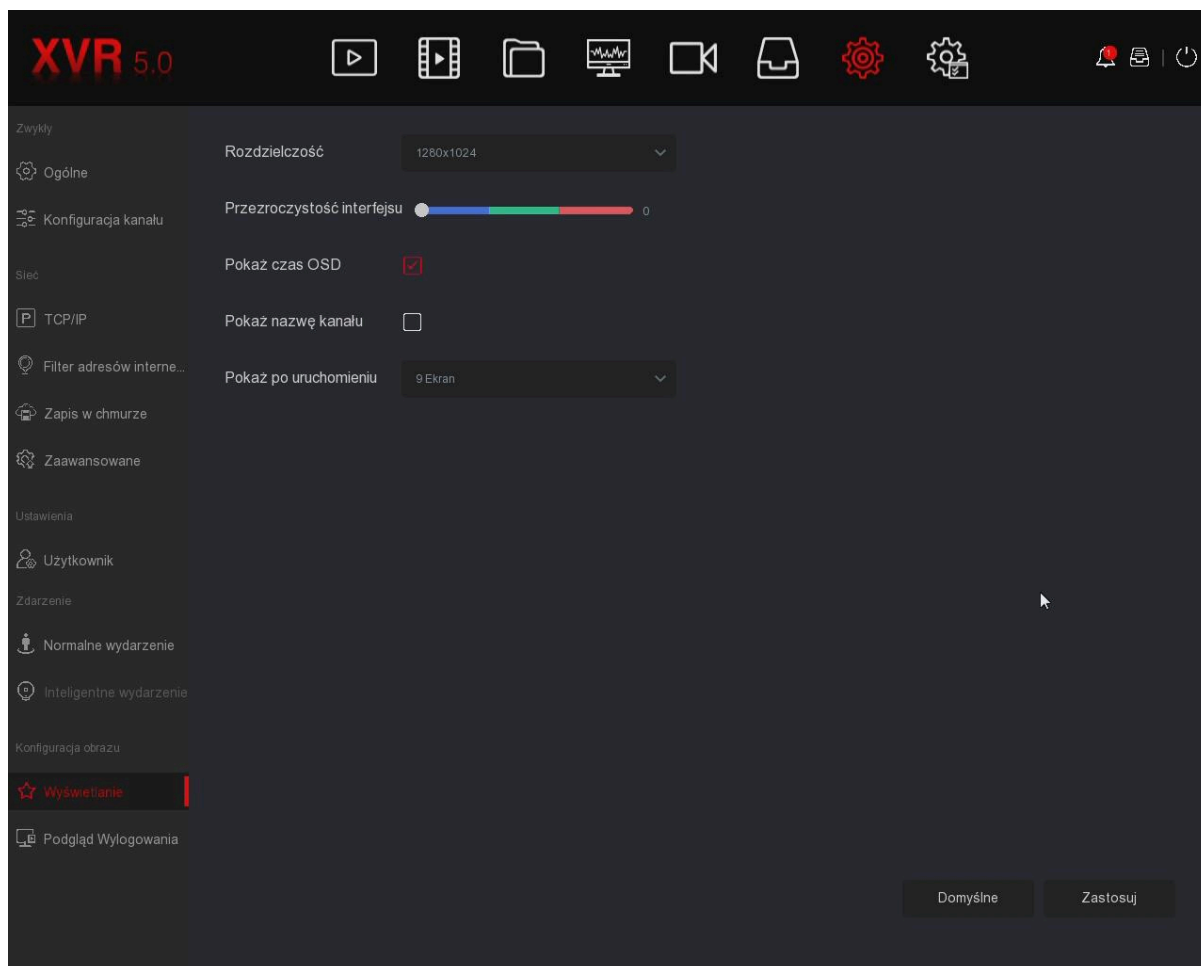 XVR 5.0
1
Zwykły
Ogólne
Konfiguracja kanału
Sieć
P TCP/IP
Filter adresów interne...
Zapis w chmurze
Zaawansowane
Ustawienia
Użytkownik
Zdarzenie
Normalne wydarzenie
Inteligentne wydarzenie
Konfiguracja obrazu
Wyświetlanie
Podgląd Wylogowania
Rozdzielczość 1280x1024
Przezroczystość interfejsu 0
Pokaż czas OSD
Pokaż nazwę kanału
Pokaż po uruchomieniu 9 Ekran
Domyślne Zastosuj